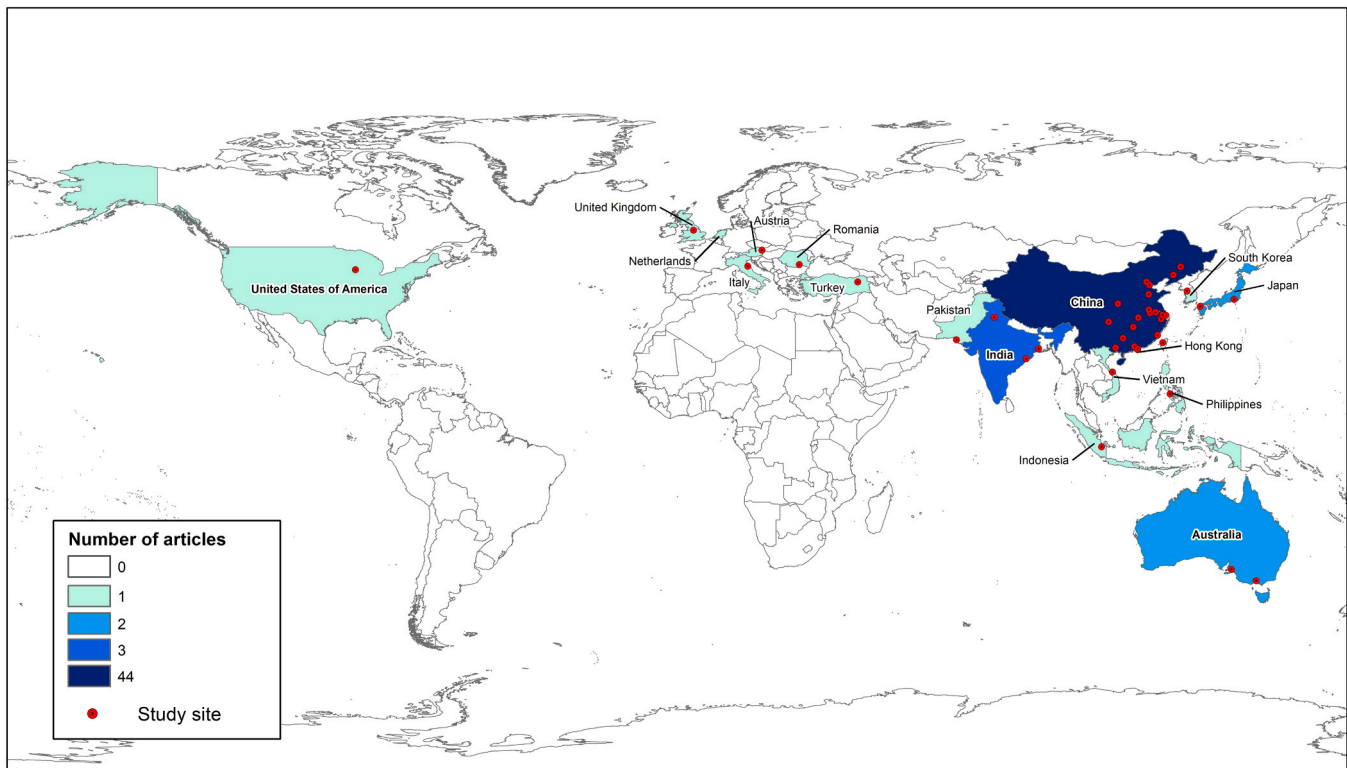 United Kingdom
Austria
Romania
Netherlands
Italy
Turkey
United States of America
Pakistan
India
China
South Korea
Japan
Hong Kong
Vietnam
Philippines
Indonesia
Australia
Number of articles
0
1
2
3
44
Study site